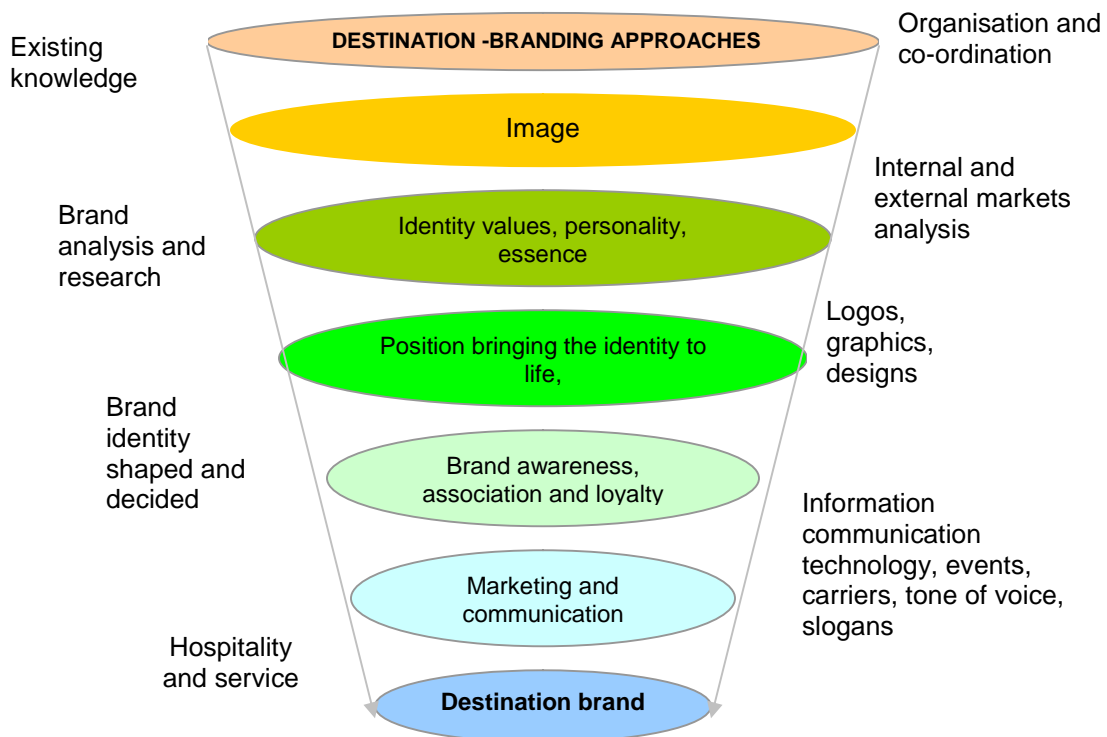 Existing
knowledge
DESTINATION -BRANDING APPROACHES
Organisation and
co-ordination
Image
Internal and
external markets
analysis
Brand
analysis and
research
Identity values, personality,
essence
Logos,
graphics,
designs
Position bringing the identity to
life,
Brand
identity
shaped and
decided
Brand awareness,
association and loyalty
Information
communication
technology, events,
carriers, tone of voice,
slogans
Marketing and
communication
Hospitality
and service
Destination brand